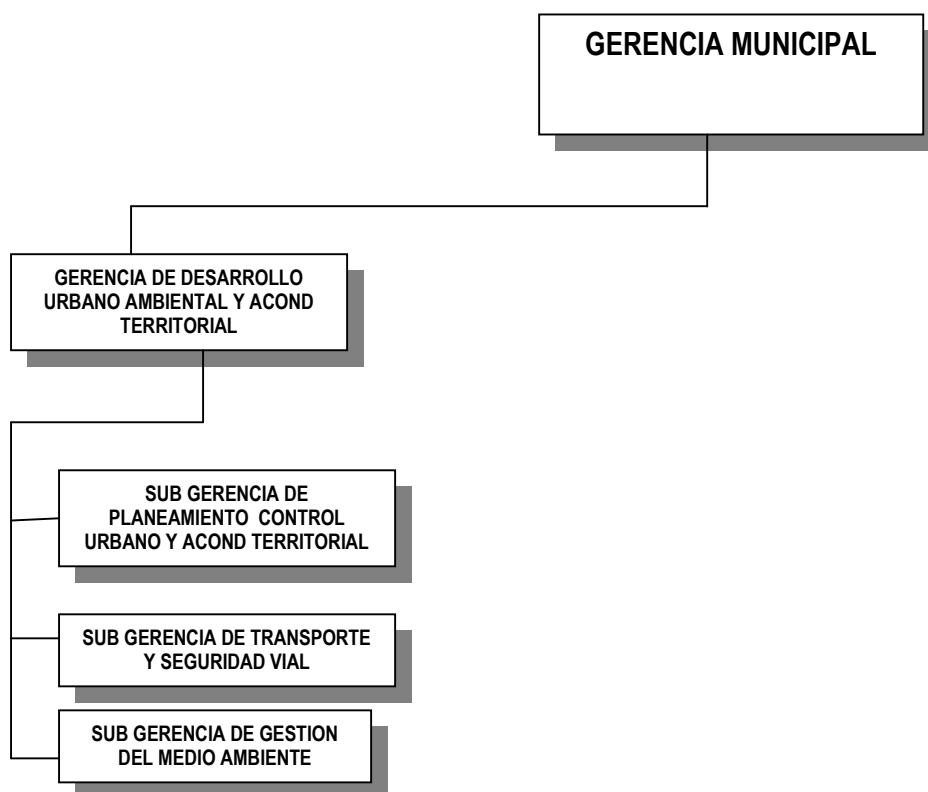 GERENCIA MUNICIPAL
GERENCIA DE DESARROLLO
URBANO AMBIENTAL Y ACOND
TERRITORIAL
SUB GERENCIA DE
PLANEAMIENTO CONTROL
URBANO Y ACOND TERRITORIAL
SUB GERENCIA DE TRANSPORTE
Y SEGURIDAD VIAL
SUB GERENCIA DE GESTION
DEL MEDIO AMBIENTE